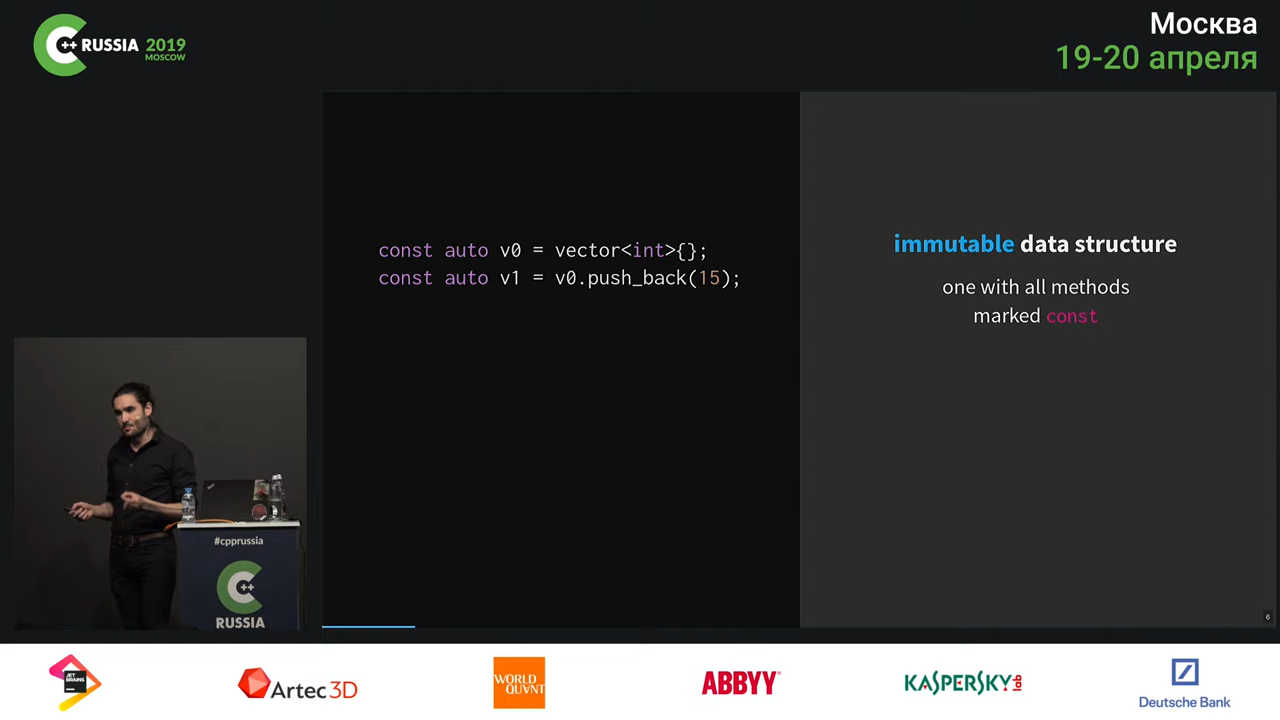 C++ RUSSIA 2019
MOSCOW
Москва
19-20 апреля
const auto v0 = vector<int>{};
const auto v1 = v0.push_back(15);
immutable data structure
one with all methods
marked const
#cpprussia
C++
RUSSIA
6
JET
BRAINS
Artec 3D
WORLD
QUANT
ABBYY
KASPERSKY lab
Deutsche Bank